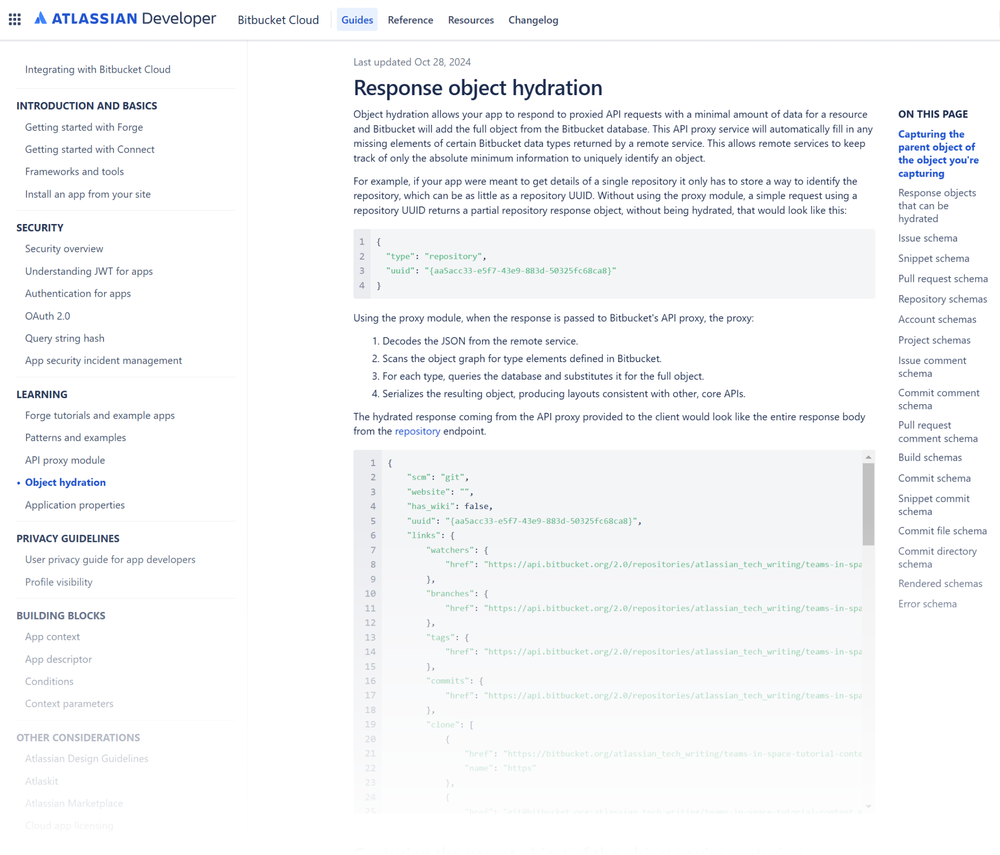 ATLASSIAN Developer
Bitbucket Cloud
Guides
Reference
Resources
Changelog
Integrating with Bitbucket Cloud
INTRODUCTION AND BASICS
Getting started with Forge
Getting started with Connect
Frameworks and tools
Install an app from your site
SECURITY
Security overview
Understanding JWT for apps
Authentication for apps
OAuth 2.0
Query string hash
App security incident management
LEARNING
Forge tutorials and example apps
Patterns and examples
API proxy module
• Object hydration
Application properties
PRIVACY GUIDELINES
User privacy guide for app developers
Profile visibility
BUILDING BLOCKS
App context
App descriptor
Conditions
Context parameters
OTHER CONSIDERATIONS
Atlassian Design Guidelines
Atlaskit
Atlassian Marketplace
Cloud app licensing
Last updated Oct 28, 2024
Response object hydration
Object hydration allows your app to respond to proxied API requests with a minimal amount of data for a resource
and Bitbucket will add the full object from the Bitbucket database. This API proxy service will automatically fill in any
missing elements of certain Bitbucket data types returned by a remote service. This allows remote services to keep
track of only the absolute minimum information to uniquely identify an object.
For example, if your app were meant to get details of a single repository it only has to store a way to identify the
repository, which can be as little as a repository UUID. Without using the proxy module, a simple request using a
repository UUID returns a partial repository response object, without being hydrated, that would look like this:
1 {
2 "type": "repository",
3 "uuid": "{aa5acc33-e5f7-43e9-883d-50325fc68ca8}"
4 }
Using the proxy module, when the response is passed to Bitbucket's API proxy, the proxy:
1. Decodes the JSON from the remote service.
2. Scans the object graph for type elements defined in Bitbucket.
3. For each type, queries the database and substitutes it for the full object.
4. Serializes the resulting object, producing layouts consistent with other, core APIs.
The hydrated response coming from the API proxy provided to the client would look like the entire response body
from the repository endpoint.
1 {
2 "scm": "git",
3 "website": "",
4 "has_wiki": false,
5 "uuid": "{aa5acc33-e5f7-43e9-883d-50325fc68ca8}",
6 "links": {
7 "watchers": {
8 "href": "https://api.bitbucket.org/2.0/repositories/atlassian_tech_writing/teams-in-spa
9 },
10 "branches": {
11 "href": "https://api.bitbucket.org/2.0/repositories/atlassian_tech_writing/teams-in-spa
12 },
13 "tags": {
14 "href": "https://api.bitbucket.org/2.0/repositories/atlassian_tech_writing/teams-in-spa
15 },
16 "commits": {
17 "href": "https://api.bitbucket.org/2.0/repositories/atlassian_tech_writing/teams-in-spa
18 },
19 "clone": [
20 {
21 "href": "https://bitbucket.org/atlassian_tech_writing/teams-in-space-tutorial-conte
22 "name": "https"
23 },
24 {
25 "href": "git@bitbucket.org:atlassian_tech_writing/teams-in-space-tutorial-content.
Capturing the parent object of the object you're capturing
ON THIS PAGE
Capturing the
parent object of
the object you're
capturing
Response objects
that can be
hydrated
Issue schema
Snippet schema
Pull request schema
Repository schemas
Account schemas
Project schemas
Issue comment
schema
Commit comment
schema
Pull request
comment schema
Build schemas
Commit schema
Snippet commit
schema
Commit file schema
Commit directory
schema
Rendered schemas
Error schema